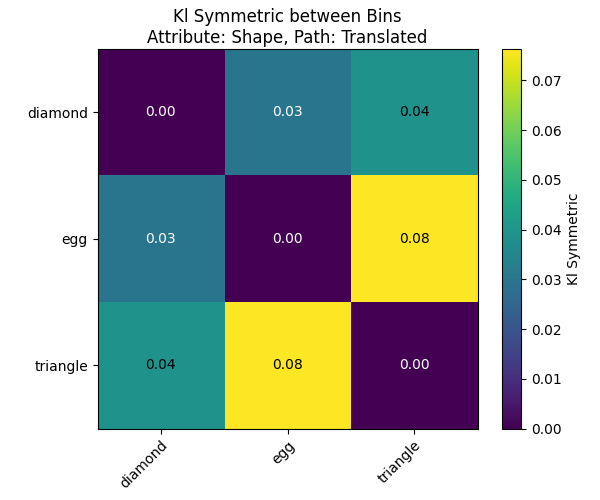 Kl Symmetric between Bins
Attribute: Shape, Path: Translated
diamond 0.00 0.03 0.04
egg 0.03 0.00 0.08
triangle 0.04 0.08 0.00
diamond egg triangle
0.07
0.06
0.05
0.04
0.03
0.02
0.01
0.00
Kl Symmetric